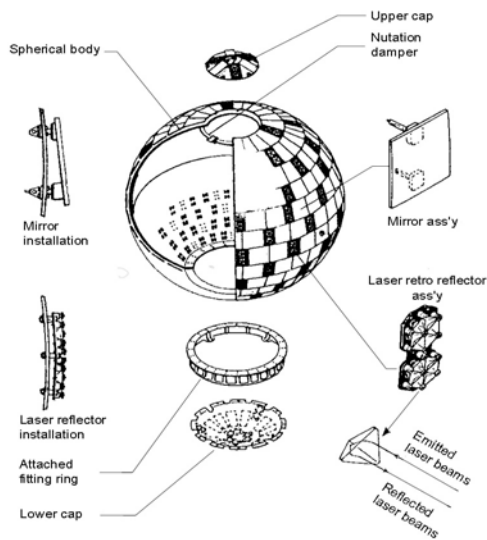 Upper cap
Nutation
damper
Spherical body
Mirror
installation
Mirror ass'y
Laser retro reflector
ass'y
Laser reflector
installation
Attached
fitting ring
Lower cap
Emitted
laser beams
Reflected
laser beams